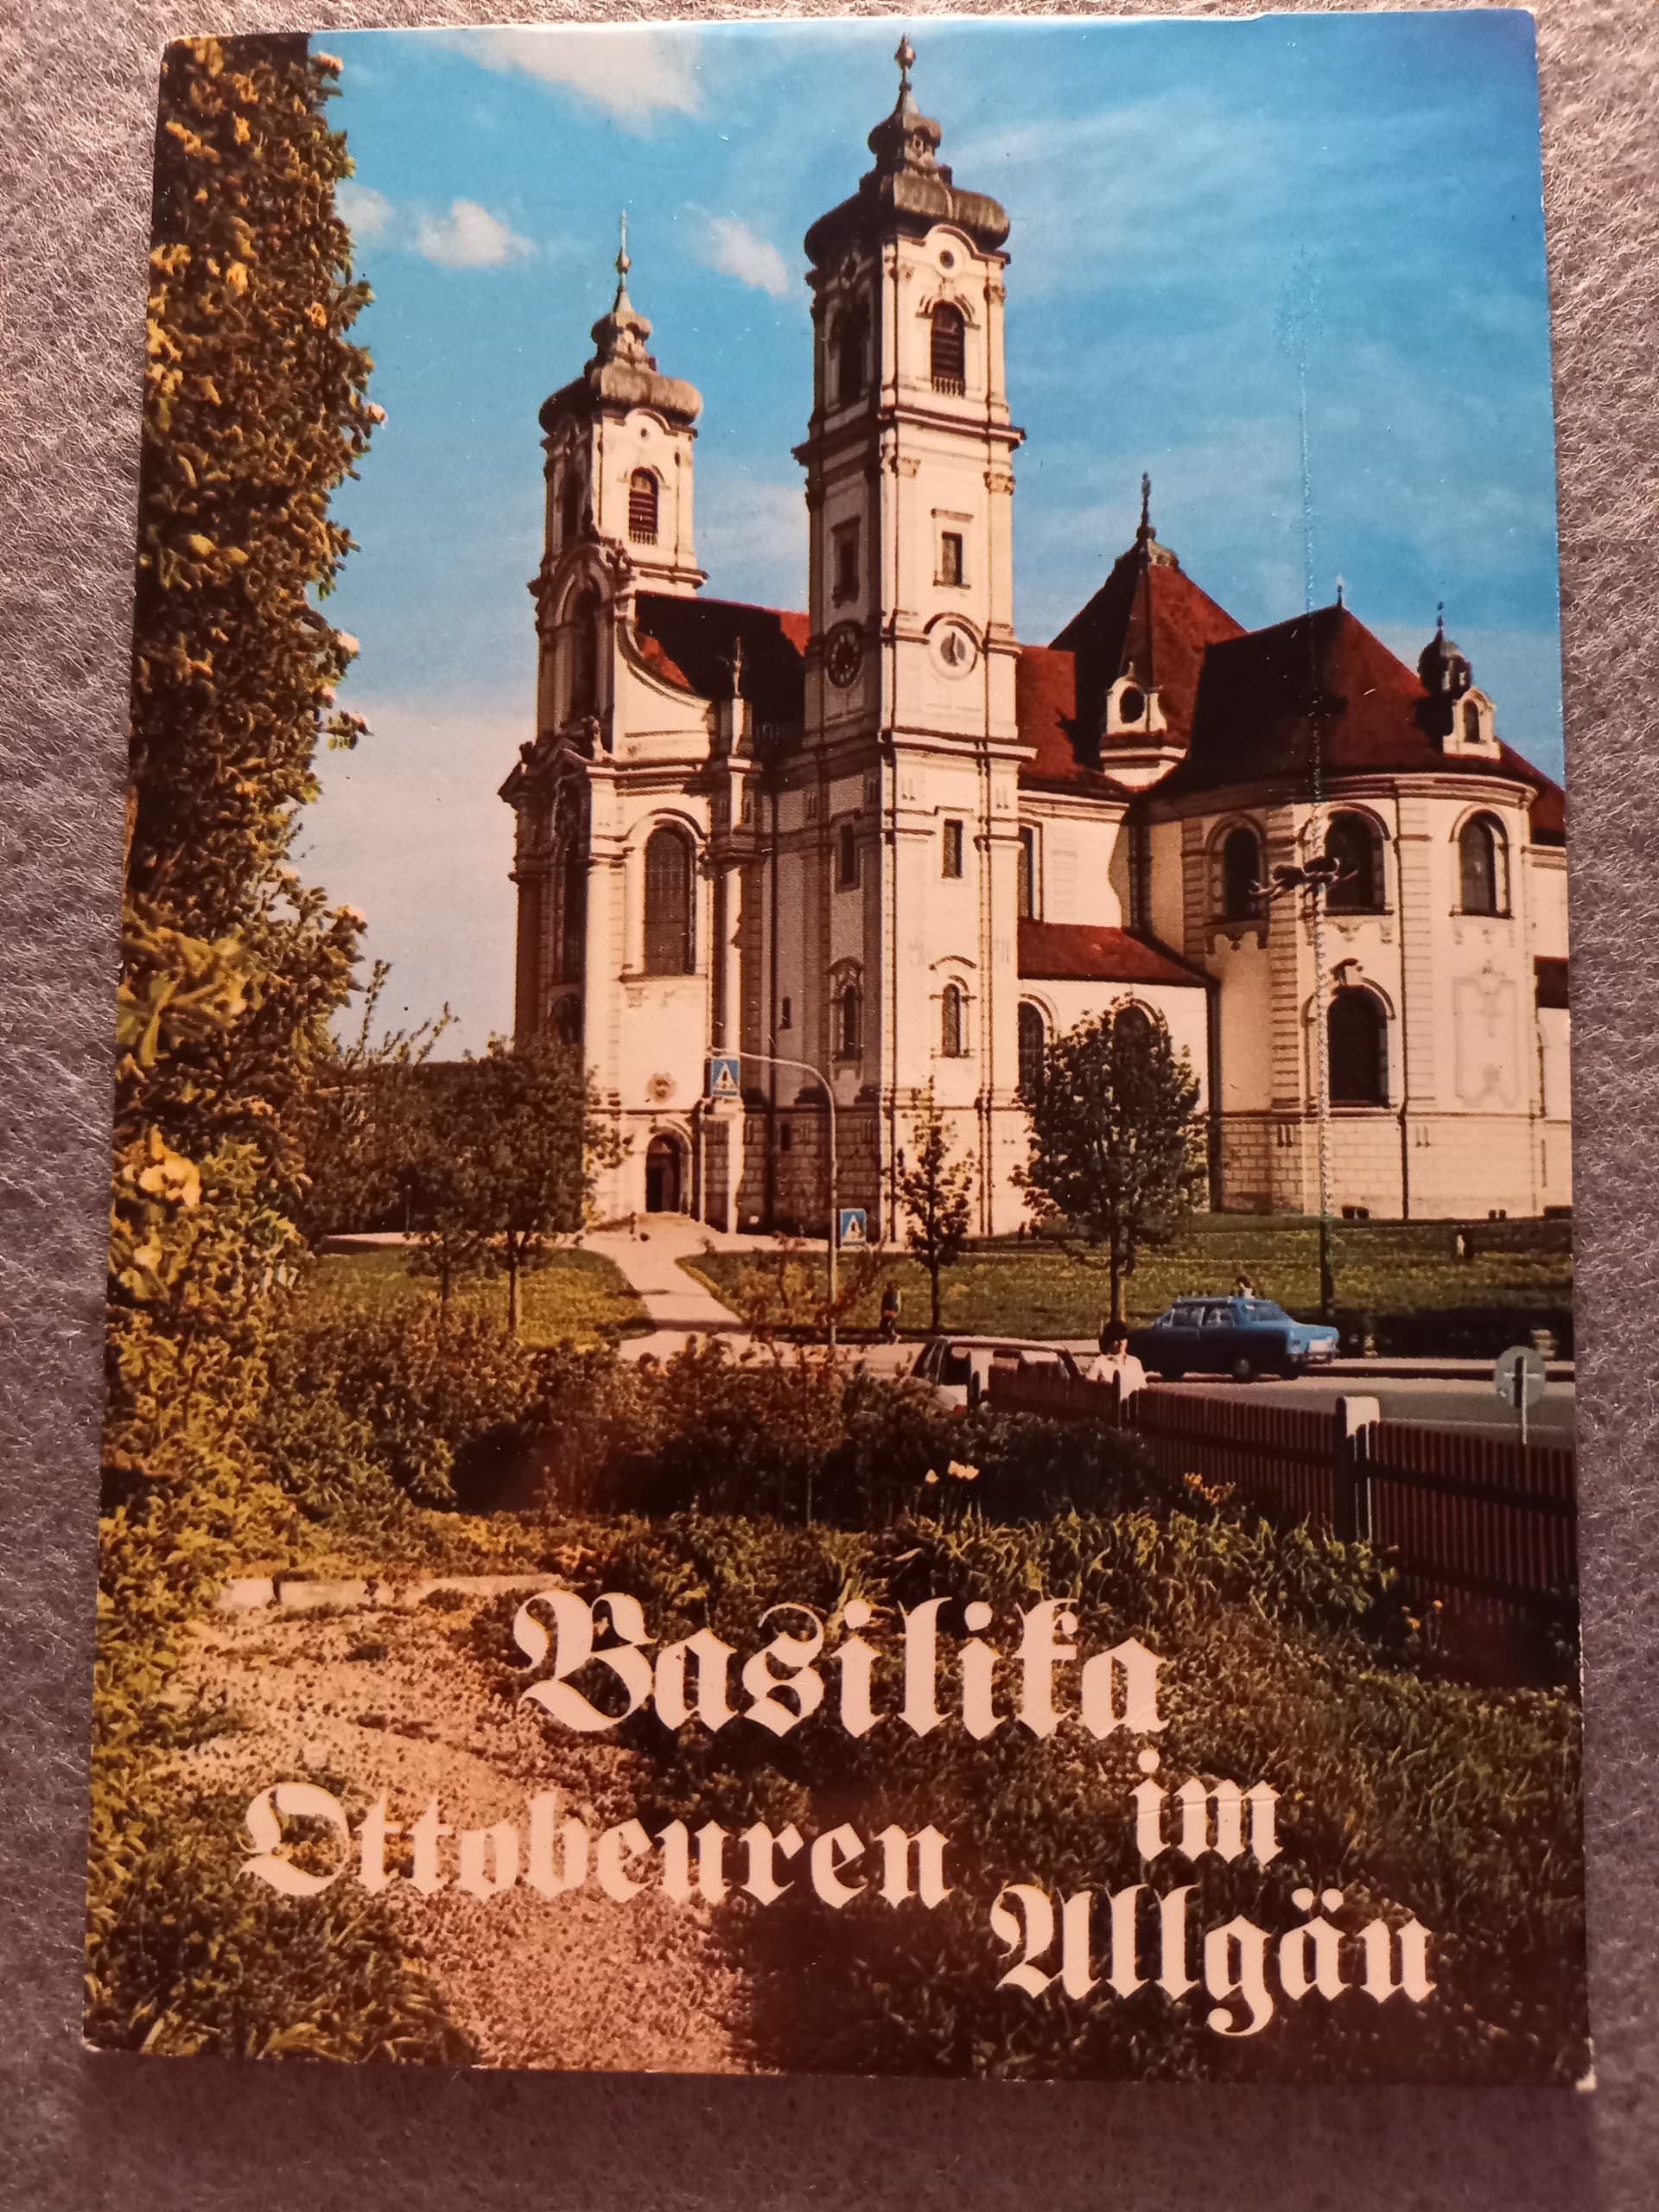 Basilika
Ottobeuren
im
Allgäu